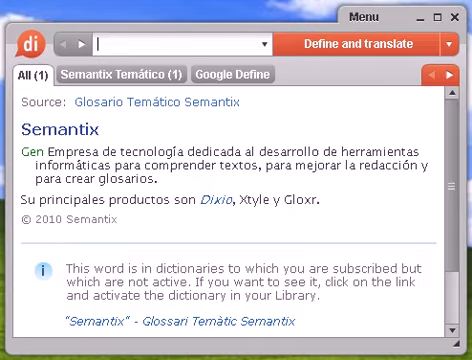 Menu
di
Define and translate
All (1)
Semantix Temático (1)
Google Define
Source: Glosario Temático Semantix
Semantix
Gen Empresa de tecnología dedicada al desarrollo de herramientas
informáticas para comprender textos, para mejorar la redacción y
para crear glosarios.
Su principales productos son Dixio, Xtyle y Gloxr.
© 2010 Semantix
i
This word is in dictionaries to which you are subscribed but
which are not active. If you want to see it, click on the link
and activate the dictionary in your Library.
"Semantix" - Glossari Temàtic Semantix